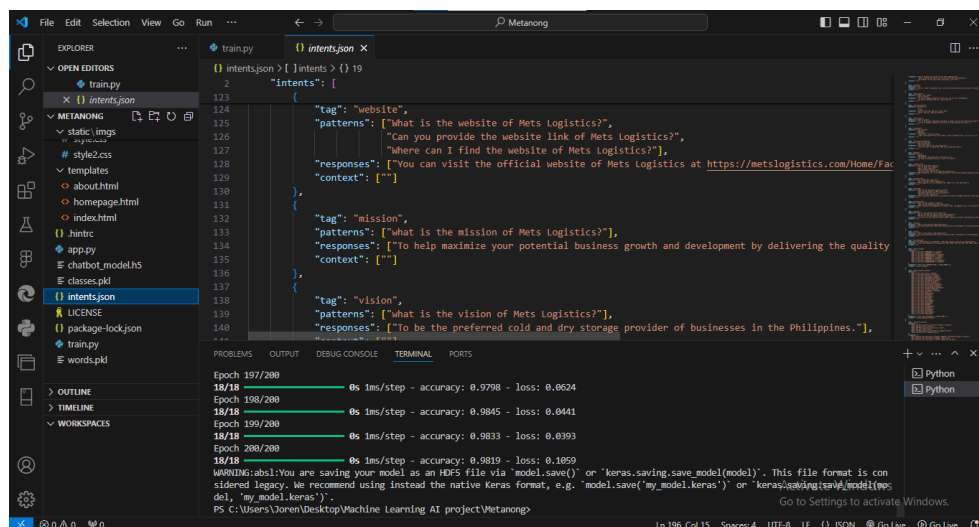 File Edit Selection View Go Run ··· Metanong
EXPLORER ···
OPEN EDITORS
train.py
intents.json
METANONG
static\imgs
style2.css
templates
about.html
homepage.html
index.html
.hintrc
app.py
chatbot_model.h5
classes.pkl
intents.json
LICENSE
package-lock.json
train.py
words.pkl
OUTLINE
TIMELINE
WORKSPACES
train.py {} intents.json ×
{} intents.json > [ ] intents > {} 19
2 "intents": [
123 {
124 "tag": "website",
125 "patterns": ["What is the website of Mets Logistics?",
126 "Can you provide the website link of Mets Logistics?",
127 "Where can I find the website of Mets Logistics?"],
128 "responses": ["You can visit the official website of Mets Logistics at https://metslogistics.com/Home/Fac
129 "context": [""]
130 },
131 {
132 "tag": "mission",
133 "patterns": ["what is the mission of Mets Logistics?"],
134 "responses": ["To help maximize your potential business growth and development by delivering the quality
135 "context": [""]
136 },
137 {
138 "tag": "vision",
139 "patterns": ["what is the vision of Mets Logistics?"],
140 "responses": ["To be the preferred cold and dry storage provider of businesses in the Philippines."],
PROBLEMS OUTPUT DEBUG CONSOLE TERMINAL PORTS
Python
Python
Epoch 197/200
18/18 0s 1ms/step - accuracy: 0.9798 - loss: 0.0624
Epoch 198/200
18/18 0s 1ms/step - accuracy: 0.9845 - loss: 0.0441
Epoch 199/200
18/18 0s 1ms/step - accuracy: 0.9833 - loss: 0.0393
Epoch 200/200
18/18 0s 1ms/step - accuracy: 0.9819 - loss: 0.1059
WARNING:absl:You are saving your model as an HDF5 file via `model.save()` or `keras.saving.save_model(model)`. This file format is con
sidered legacy. We recommend using instead the native Keras format, e.g. `model.save('my_model.keras')` or `keras.saving.save_model(mo
del, 'my_model.keras')`.
PS C:\Users\Joren\Desktop\Machine Learning AI project\Metanong>
Activate Windows
Go to Settings to activate Windows.
0 0 0 Ln 196, Col 15 Spaces: 4 UTF-8 LF {} JSON Go Live Go Live